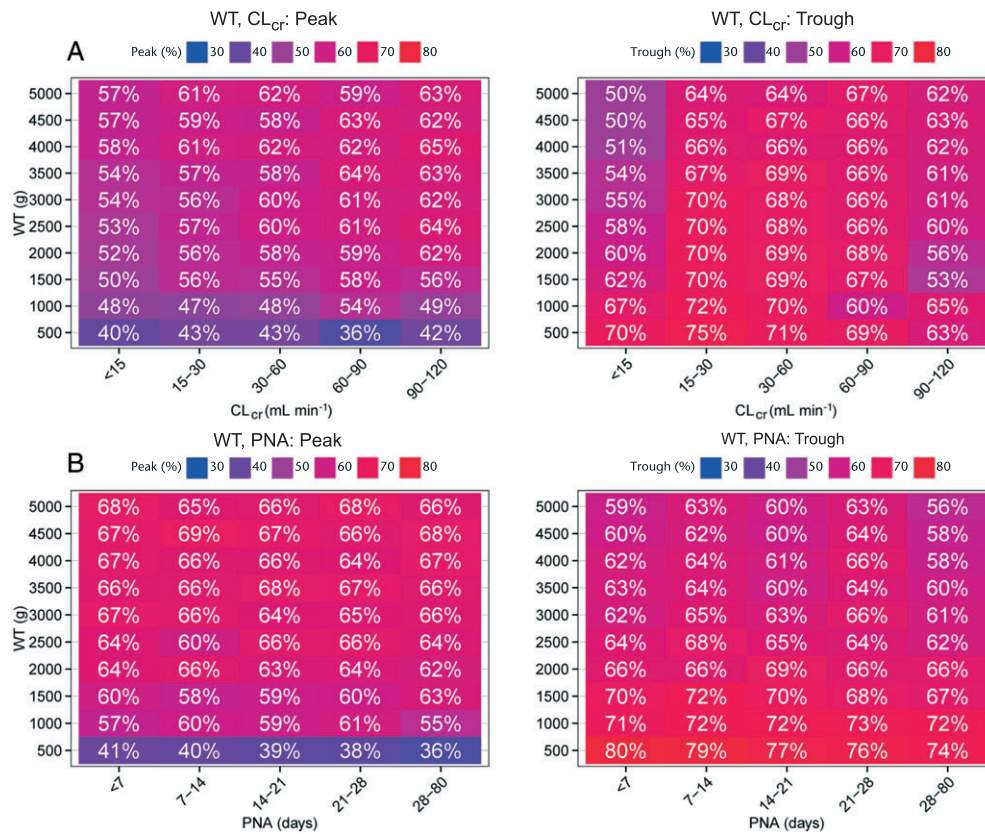 WT, CLcr: Peak
A
Peak (%) 30 40 50 60 70 80
WT (g)
5000 57% 61% 62% 59% 63%
4500 57% 59% 58% 63% 62%
4000 58% 61% 62% 62% 65%
3500 54% 57% 58% 64% 63%
3000 54% 56% 60% 61% 62%
2500 53% 57% 60% 61% 64%
2000 52% 56% 58% 59% 62%
1500 50% 56% 55% 58% 56%
1000 48% 47% 48% 54% 49%
500 40% 43% 43% 36% 42%
<15 15–30 30–60 60–90 90–120
CLcr (mL min⁻¹)
WT, CLcr: Trough
Trough (%) 30 40 50 60 70 80
5000 50% 64% 64% 67% 62%
4500 50% 65% 67% 66% 63%
4000 51% 66% 66% 66% 62%
3500 54% 67% 69% 66% 61%
3000 55% 70% 68% 66% 61%
2500 58% 70% 68% 66% 60%
2000 60% 70% 69% 68% 56%
1500 62% 70% 69% 67% 53%
1000 67% 72% 70% 60% 65%
500 70% 75% 71% 69% 63%
<15 15–30 30–60 60–90 90–120
CLcr (mL min⁻¹)
WT, PNA: Peak
B
Peak (%) 30 40 50 60 70 80
WT (g)
5000 68% 65% 66% 68% 66%
4500 67% 69% 67% 66% 68%
4000 67% 66% 66% 64% 67%
3500 66% 66% 68% 67% 66%
3000 67% 66% 64% 65% 66%
2500 64% 60% 66% 66% 64%
2000 64% 66% 63% 64% 62%
1500 60% 58% 59% 60% 63%
1000 57% 60% 59% 61% 55%
500 41% 40% 39% 38% 36%
<7 7–14 14–21 21–28 28–80
PNA (days)
WT, PNA: Trough
Trough (%) 30 40 50 60 70 80
5000 59% 63% 60% 63% 56%
4500 60% 62% 60% 64% 58%
4000 62% 64% 61% 66% 58%
3500 63% 64% 60% 64% 60%
3000 62% 65% 63% 66% 61%
2500 64% 68% 65% 64% 62%
2000 66% 66% 69% 66% 66%
1500 70% 72% 70% 68% 67%
1000 71% 72% 72% 73% 72%
500 80% 79% 77% 76% 74%
<7 7–14 14–21 21–28 28–80
PNA (days)